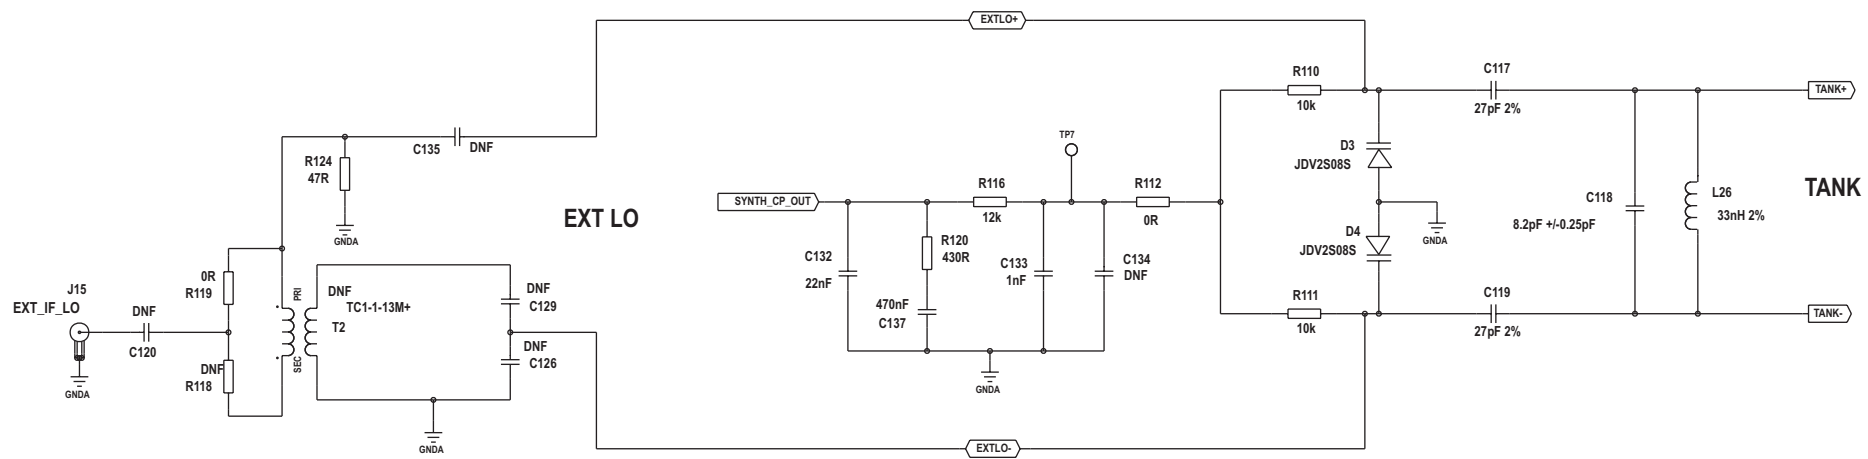 EXTLO+
R110
10k
C117
27pF 2%
TANK+
TP7
C135
DNF
R124
47R
GNDA
EXT LO
D3
JDV2S08S
R116
12k
R112
0R
SYNTH_CP_OUT
C118
8.2pF +/-0.25pF
L26
33nH 2%
TANK
GNDA
D4
JDV2S08S
R120
430R
C132
22nF
C133
1nF
C134
DNF
0R
R119
J15
EXT_IF_LO
DNF
C120
GNDA
PRI
SEC
DNF
TC1-1-13M+
T2
DNF
C129
DNF
C126
470nF
C137
R111
10k
C119
27pF 2%
TANK-
DNF
R118
GNDA
GNDA
EXTLO-